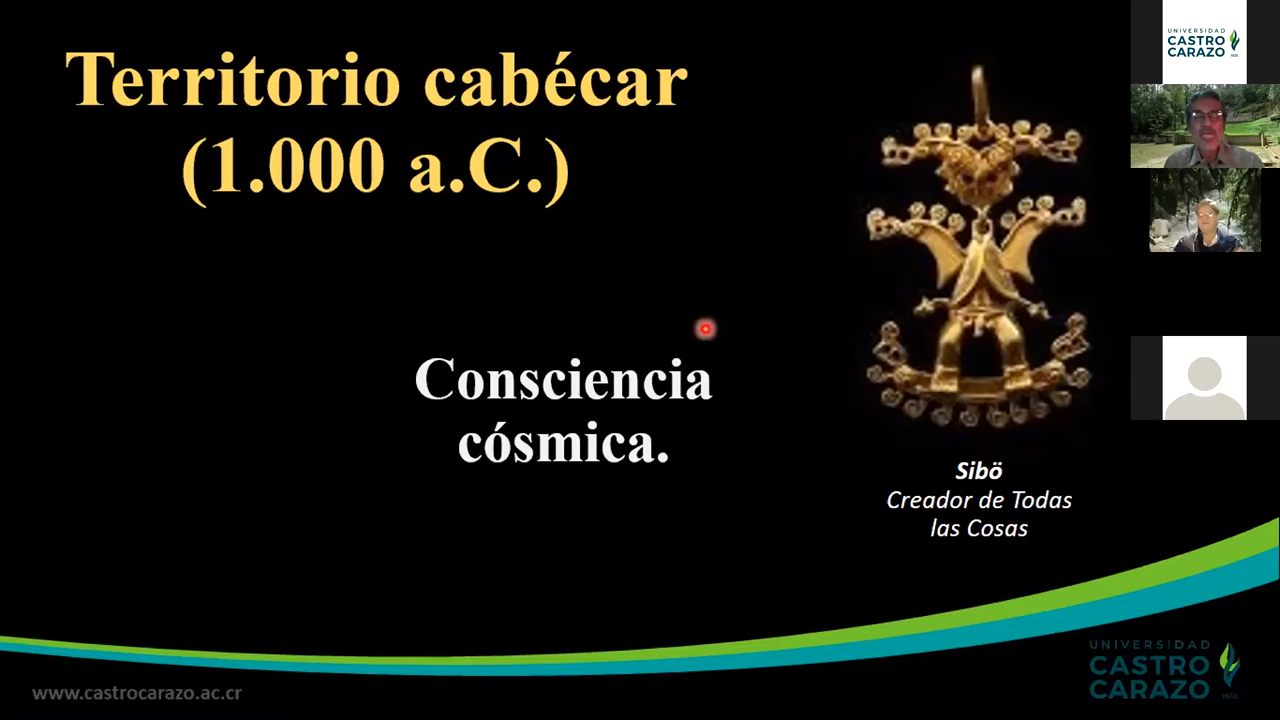 Territorio cabécar
(1.000 a.C.)
Consciencia
cósmica.
Sibö
Creador de Todas
las Cosas
UNIVERSIDAD
CASTRO
CARAZO
www.castrocarazo.ac.cr
UNIVERSIDAD
CASTRO
CARAZO